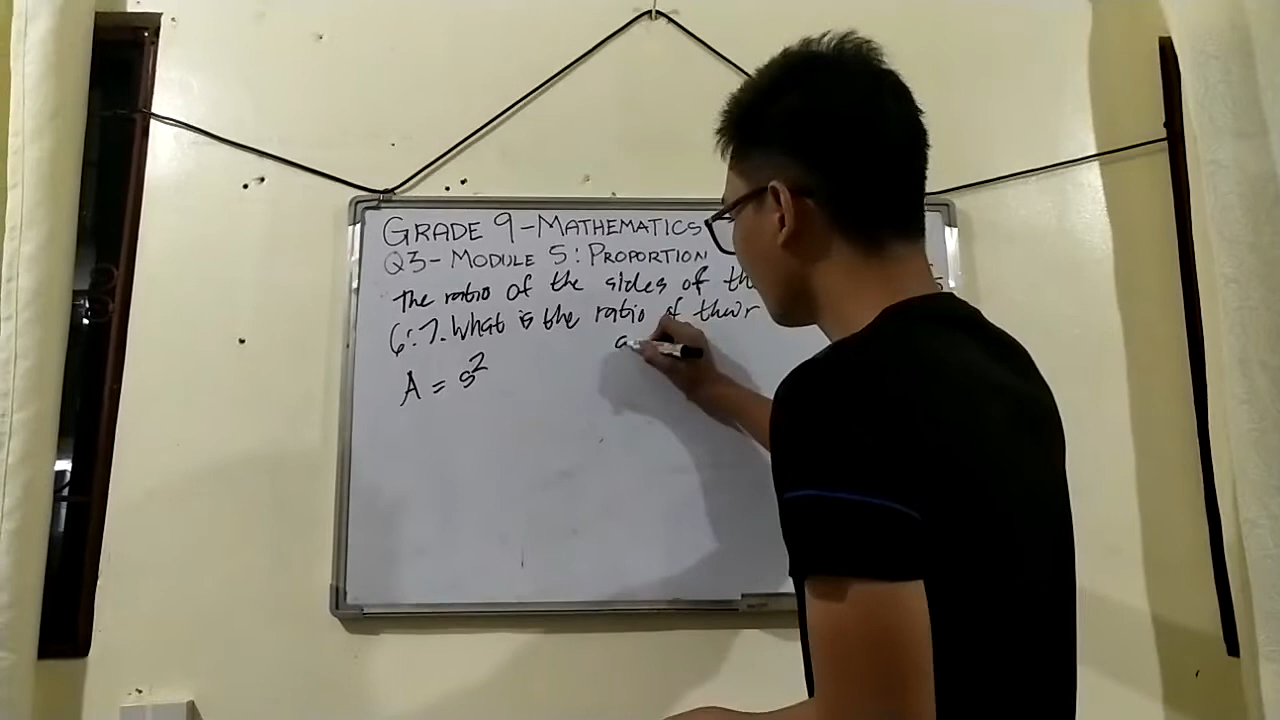 GRADE 9-MATHEMATICS
Q3-MODULE 5: PROPORTION
The ratio of the sides of
6:7. What is the ratio of their
A = s²